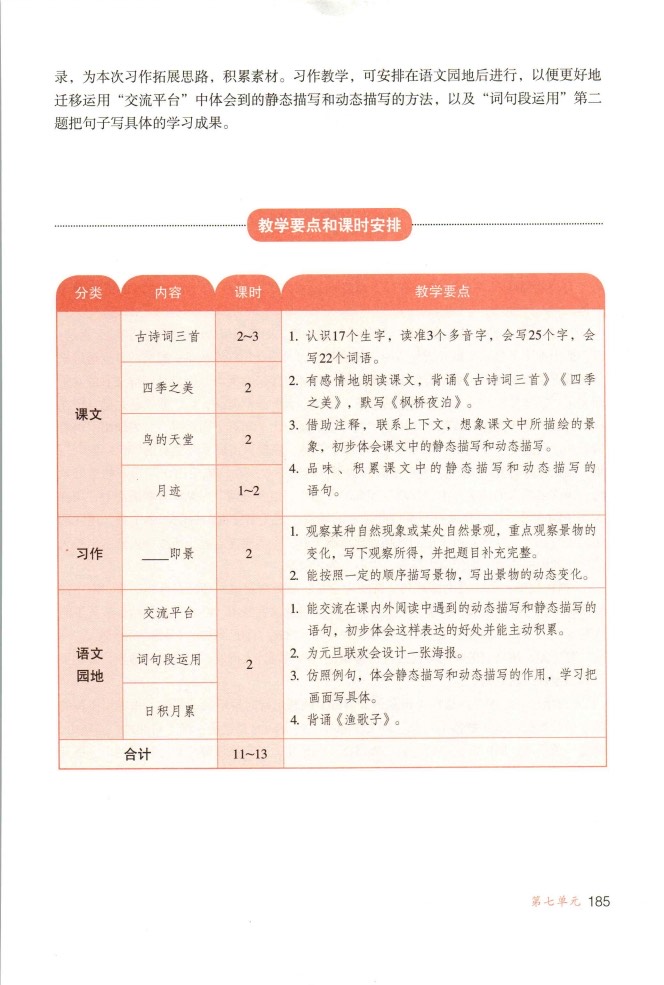 录，为本次习作拓展思路，积累素材。习作教学，可安排在语文园地后进行，以便更好地
迁移运用“交流平台”中体会到的静态描写和动态描写的方法，以及“词句段运用”第二
题把句子写具体的学习成果。
教学要点和课时安排
分类 内容 课时 教学要点
课文
古诗词三首 2~3
四季之美 2
鸟的天堂 2
月迹 1~2
1. 认识17个生字，读准3个多音字，会写25个字，会
写22个词语。
2. 有感情地朗读课文，背诵《古诗词三首》《四季
之美》，默写《枫桥夜泊》。
3. 借助注释，联系上下文，想象课文中所描绘的景
象，初步体会课文中的静态描写和动态描写。
4. 品味、积累课文中的静态描写和动态描写的
语句。
习作
____即景 2
1. 观察某种自然现象或某处自然景观，重点观察景物的
变化，写下观察所得，并把题目补充完整。
2. 能按照一定的顺序描写景物，写出景物的动态变化。
语文
园地
交流平台
词句段运用
日积月累
2
1. 能交流在课内外阅读中遇到的动态描写和静态描写的
语句，初步体会这样表达的好处并能主动积累。
2. 为元旦联欢会设计一张海报。
3. 仿照例句，体会静态描写和动态描写的作用，学习把
画面写具体。
4. 背诵《渔歌子》。
合计 11~13
第七单元 185